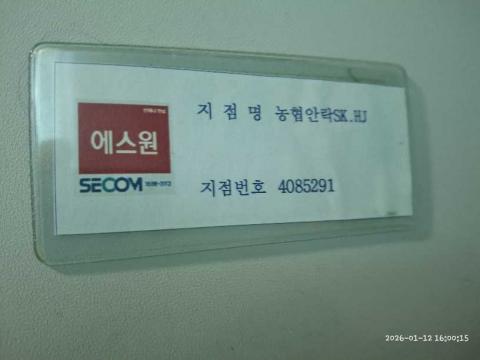 지 점 명 농협안락SK.HJ
에스원
SECOM
지점번호 4085291
2026-01-12 16:00:15